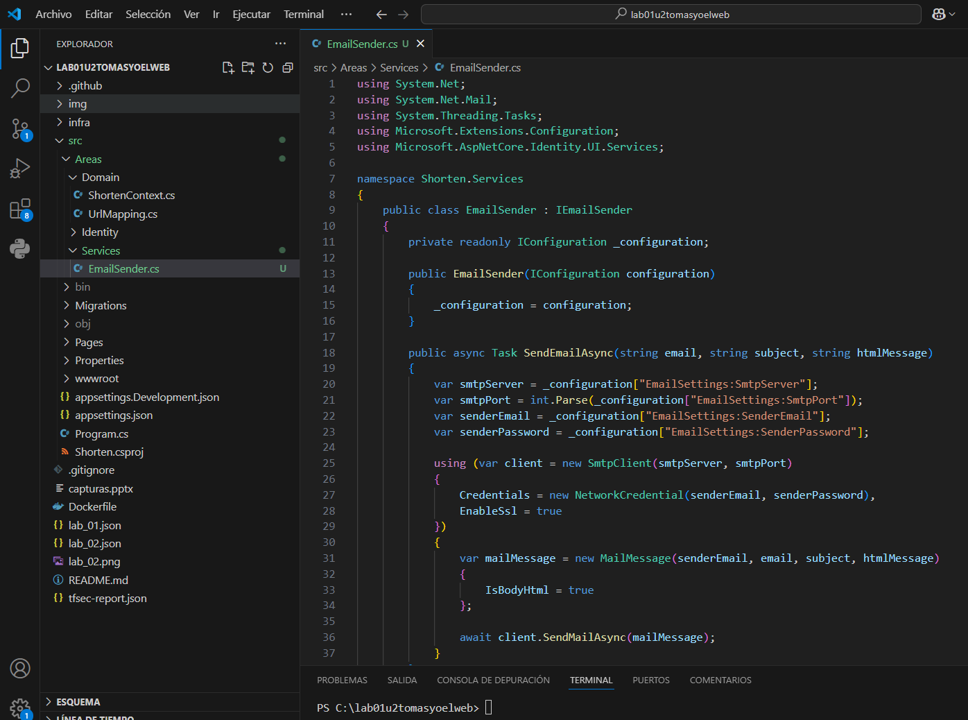 Archivo Editar Selección Ver Ir Ejecutar Terminal ··· lab01u2tomasyoelweb
EXPLORADOR ···
LAB01U2TOMASYOELWEB
.github
img
infra
src
Areas
Domain
ShortenContext.cs
UrlMapping.cs
Identity
Services
EmailSender.cs U
bin
Migrations
obj
Pages
Properties
wwwroot
appsettings.Development.json
appsettings.json
Program.cs
Shorten.csproj
.gitignore
capturas.pptx
Dockerfile
lab_01.json
lab_02.json
lab_02.png
README.md
tfsec-report.json
ESQUEMA
LÍNEA DE TIEMPO
1
8
1
EmailSender.cs U
src > Areas > Services > EmailSender.cs
1 using System.Net;
2 using System.Net.Mail;
3 using System.Threading.Tasks;
4 using Microsoft.Extensions.Configuration;
5 using Microsoft.AspNetCore.Identity.UI.Services;
6
7 namespace Shorten.Services
8 {
9 public class EmailSender : IEmailSender
10 {
11 private readonly IConfiguration _configuration;
12
13 public EmailSender(IConfiguration configuration)
14 {
15 _configuration = configuration;
16 }
17
18 public async Task SendEmailAsync(string email, string subject, string htmlMessage)
19 {
20 var smtpServer = _configuration["EmailSettings:SmtpServer"];
21 var smtpPort = int.Parse(_configuration["EmailSettings:SmtpPort"]);
22 var senderEmail = _configuration["EmailSettings:SenderEmail"];
23 var senderPassword = _configuration["EmailSettings:SenderPassword"];
24
25 using (var client = new SmtpClient(smtpServer, smtpPort)
26 {
27 Credentials = new NetworkCredential(senderEmail, senderPassword),
28 EnableSsl = true
29 })
30 {
31 var mailMessage = new MailMessage(senderEmail, email, subject, htmlMessage)
32 {
33 IsBodyHtml = true
34 };
35
36 await client.SendMailAsync(mailMessage);
37 }
PROBLEMAS SALIDA CONSOLA DE DEPURACIÓN TERMINAL PUERTOS COMENTARIOS
PS C:\lab01u2tomasyoelweb>